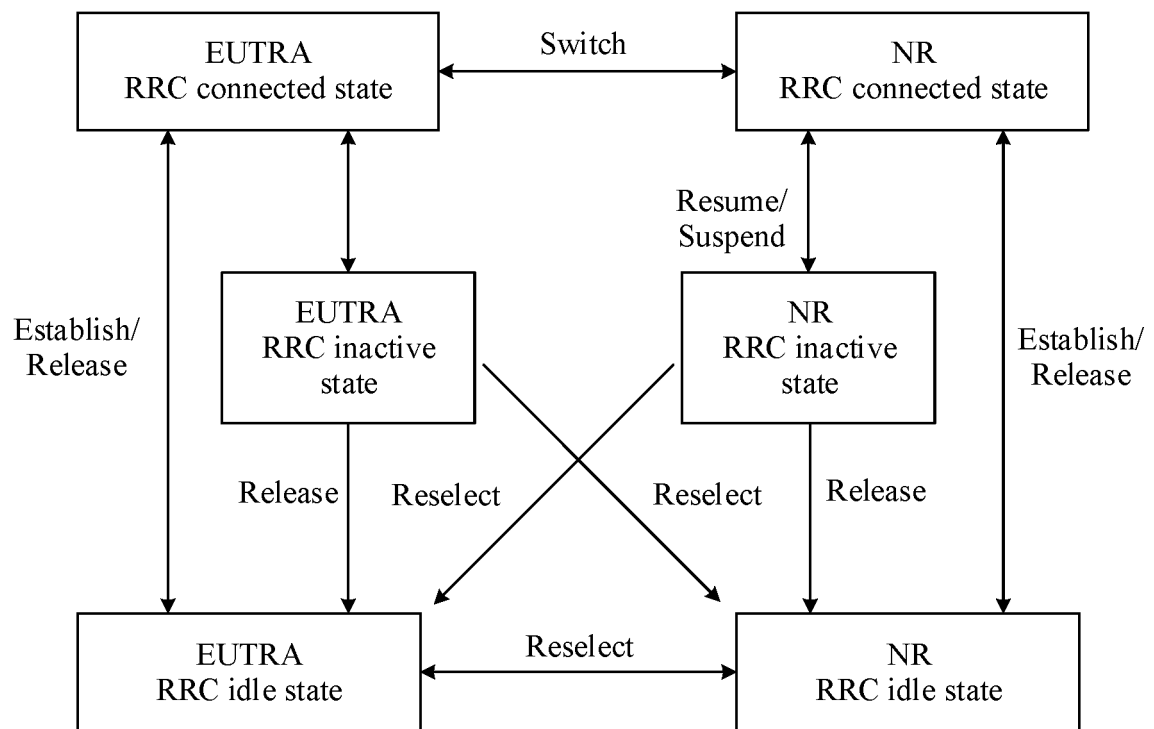 EUTRA
RRC connected state
Switch
NR
RRC connected state
Resume/
Suspend
EUTRA
RRC inactive
state
NR
RRC inactive
state
Establish/
Release
Establish/
Release
Release
Reselect
Reselect
Release
EUTRA
RRC idle state
Reselect
NR
RRC idle state